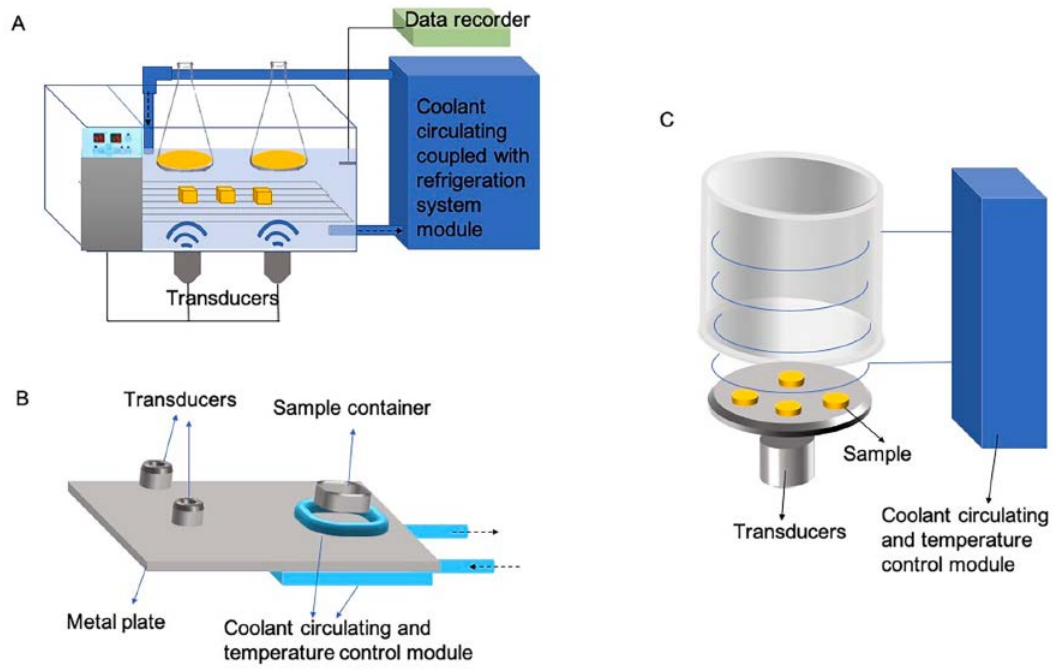 A
Data recorder
Coolant
circulating
coupled with
refrigeration
system
module
Transducers
B
Transducers
Sample container
Metal plate
Coolant circulating and
temperature control module
C
Sample
Transducers
Coolant circulating
and temperature
control module